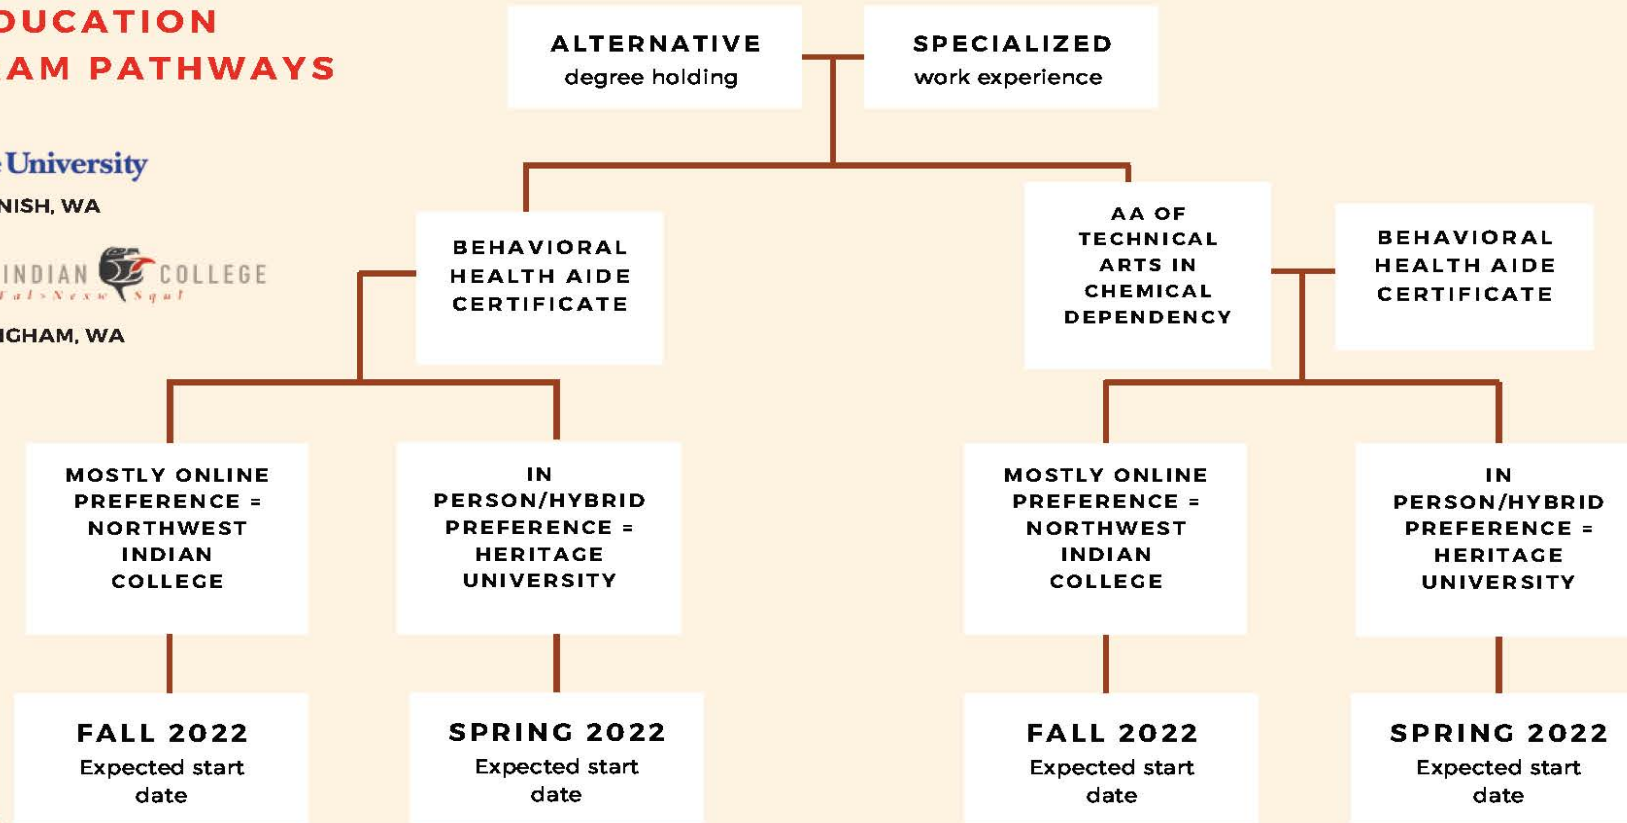 DUCATION
AM PATHWAYS
University
NISH, WA
INDIAN COLLEGE
GHAM, WA
ALTERNATIVE
degree holding
SPECIALIZED
work experience
BEHAVIORAL
HEALTH AIDE
CERTIFICATE
AA OF
TECHNICAL
ARTS IN
CHEMICAL
DEPENDENCY
BEHAVIORAL
HEALTH AIDE
CERTIFICATE
MOSTLY ONLINE
PREFERENCE =
NORTHWEST
INDIAN
COLLEGE
IN
PERSON/HYBRID
PREFERENCE =
HERITAGE
UNIVERSITY
MOSTLY ONLINE
PREFERENCE =
NORTHWEST
INDIAN
COLLEGE
IN
PERSON/HYBRID
PREFERENCE =
HERITAGE
UNIVERSITY
FALL 2022
Expected start
date
SPRING 2022
Expected start
date
FALL 2022
Expected start
date
SPRING 2022
Expected start
date